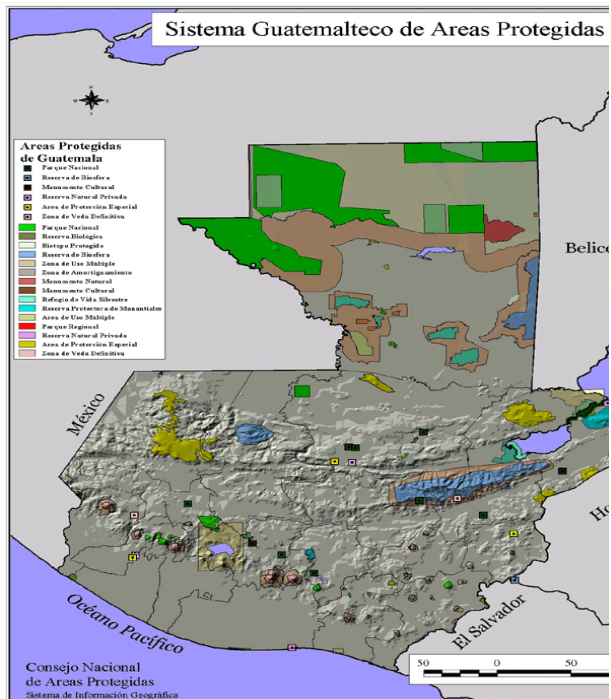 Sistema Guatemalteco de Areas Protegidas
Areas Protegidas
de Guatemala
Parque Nacional
Reserva de Biosfera
Monumento Cultural
Reserva Natural Privada
Area de Protección Especial
Zona de Veda Definitiva
Parque Nacional
Reserva Biológica
Biotopo Protegido
Reserva de Biósfera
Zona de Uso Múltiple
Zona de Amortiguamiento
Monumento Natural
Monumento Cultural
Refugio de Vida Silvestre
Reserva Protectora de Manantiales
Area de Uso Múltiple
Parque Regional
Reserva Natural Privada
Area de Protección Especial
Zona de Veda Definitiva
Belice
México
Ho
El Salvador
Océano Pacífico
50 0 50
Consejo Nacional
de Areas Protegidas
Sistema de Información Geográfica